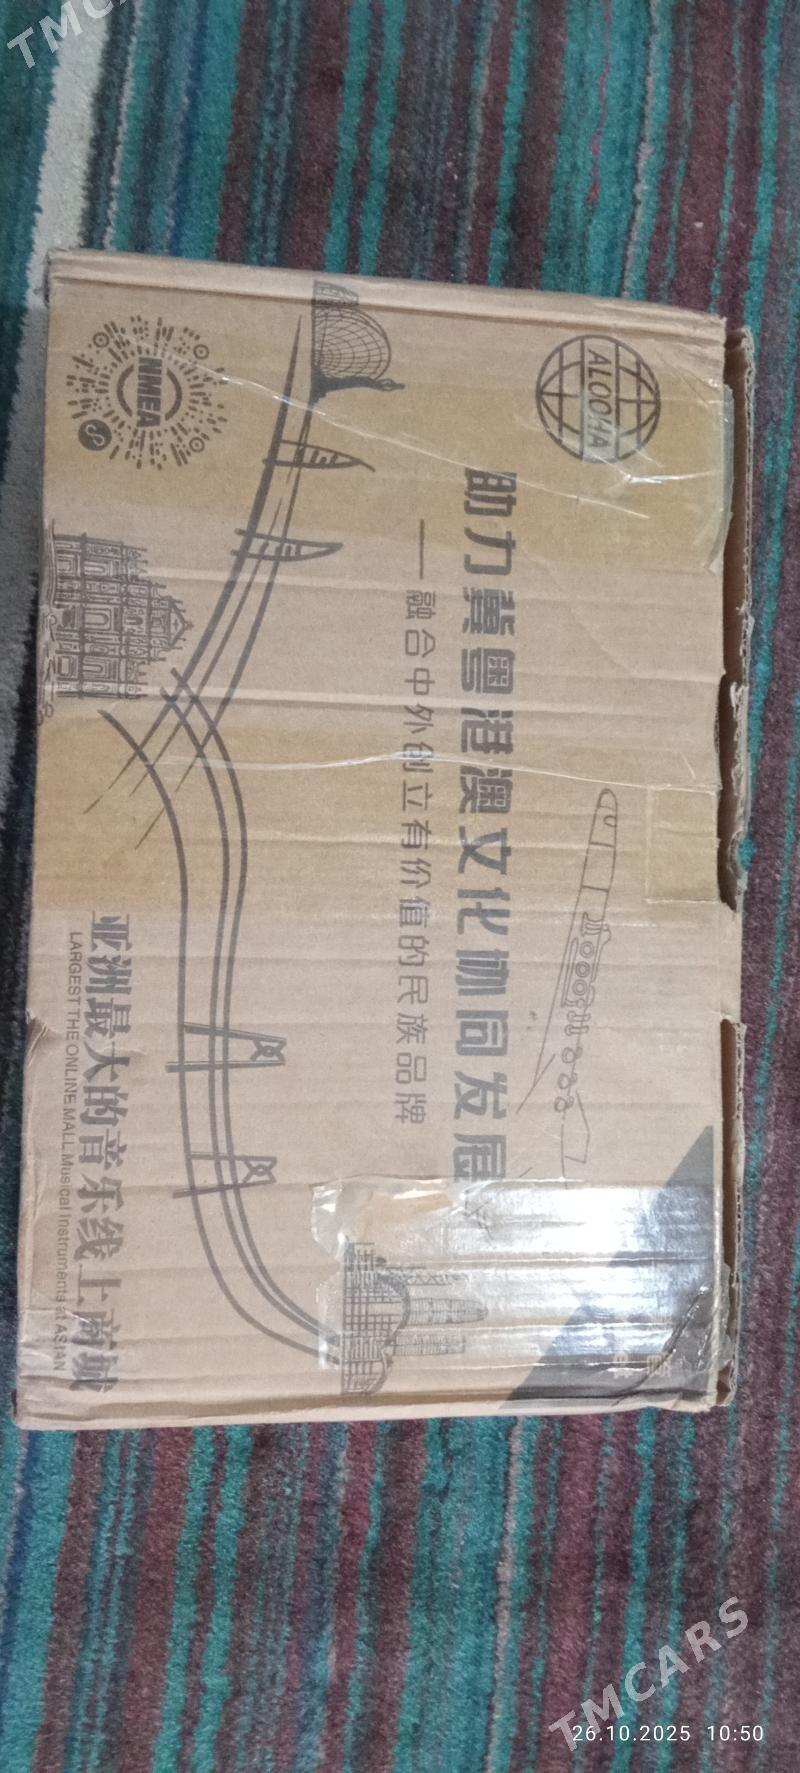 TMCARS
ALOOHA
助力冀粤港澳文化协同发展
——融合中外创立有价值的民族品牌
NMEA
亚洲最大的音乐线上商城
LARGEST THE ONLINE MALL Musical Instruments at ASIAN
TMCARS
26.10.2025 10:50